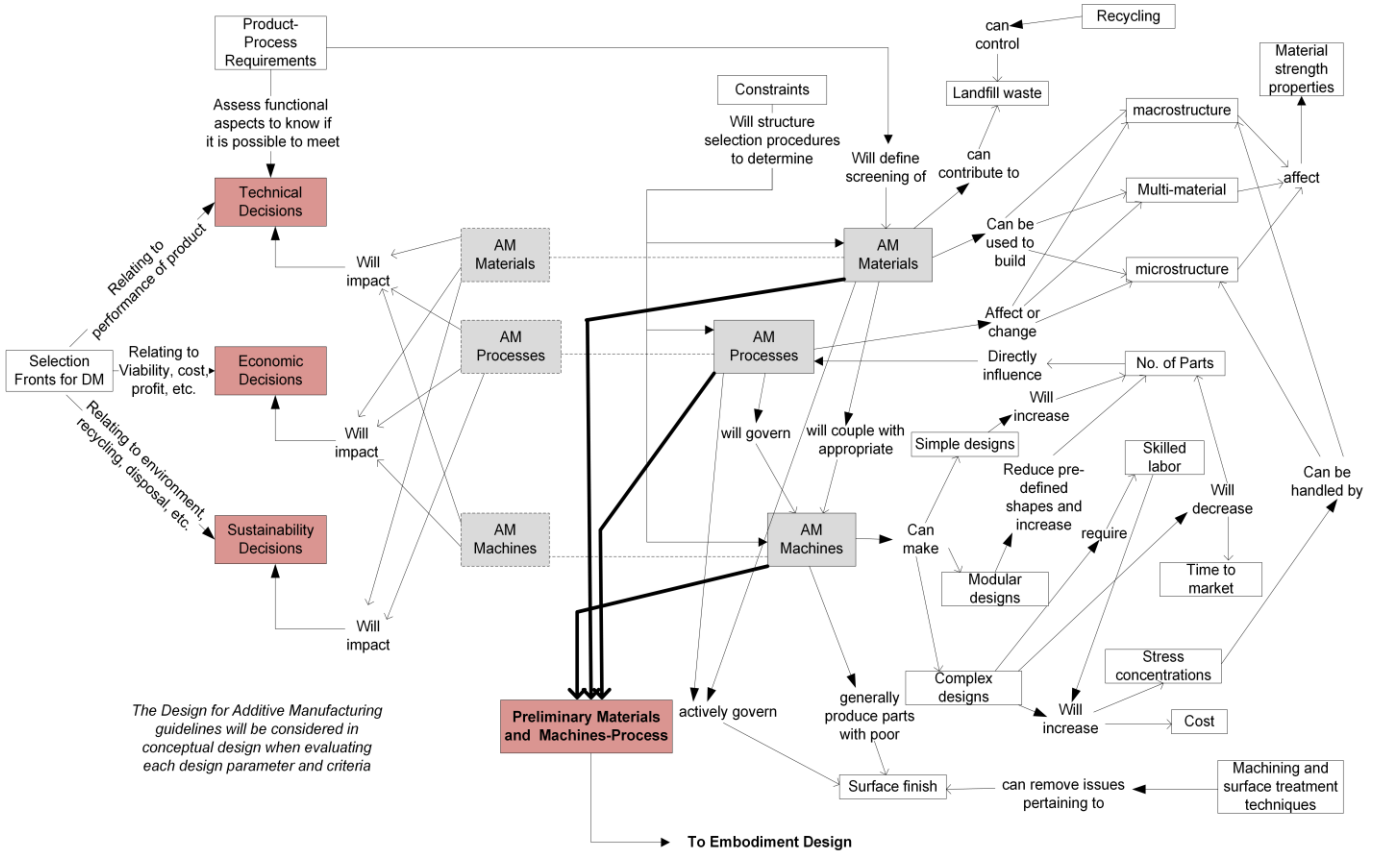 Product-
Process
Requirements
Assess functional
aspects to know if
it is possible to meet
Technical
Decisions
Relating to
performance of product
Selection
Fronts for DM
Relating to
Viability, cost,
profit, etc.
Economic
Decisions
Relating to environment,
recycling, disposal, etc.
Sustainability
Decisions
Will
impact
Will
impact
Will
impact
AM
Materials
AM
Processes
AM
Machines
Constraints
Will structure
selection procedures
to determine
Will define
screening of
AM
Materials
AM
Processes
AM
Machines
will govern
will couple with
appropriate
Recycling
can
control
Landfill waste
can
contribute to
Can be
used to
build
Affect or
change
macrostructure
Multi-material
microstructure
affect
Material
strength
properties
Directly
influence
No. of Parts
Will
increase
Simple designs
Can
make
Reduce pre-
defined
shapes and
increase
Modular
designs
Skilled
labor
require
Will
decrease
Time to
market
Can be
handled by
Complex
designs
Will
increase
Stress
concentrations
Cost
generally
produce parts
with poor
actively govern
Surface finish
can remove issues
pertaining to
Machining and
surface treatment
techniques
Preliminary Materials
and Machines-Process
To Embodiment Design
The Design for Additive Manufacturing
guidelines will be considered in
conceptual design when evaluating
each design parameter and criteria